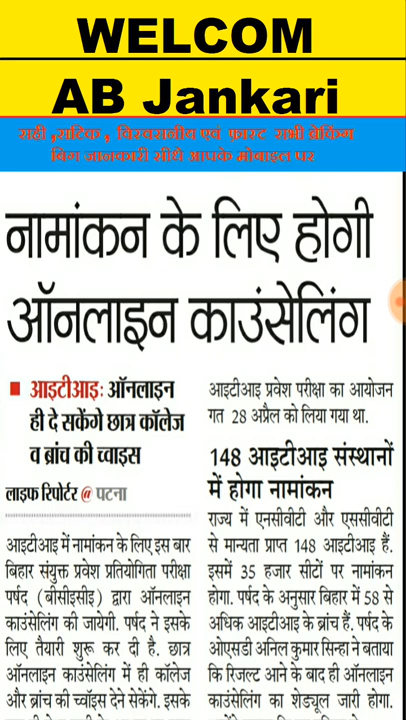 WELCOM
AB Jankari
सही ,सटिक , विश्वसनीय एवं फ़ास्ट सभी ब्रेकिंग
बिग जानकारी सीधे आपके मोबाइल पर
नामांकन के लिए होगी
ऑनलाइन काउंसेलिंग
■ आइटीआइ: ऑनलाइन
ही दे सकेंगे छात्र कॉलेज
व ब्रांच की च्वाइस
लाइफ रिपोर्टर @ पटना
आइटीआइ में नामांकन के लिए इस बार
बिहार संयुक्त प्रवेश प्रतियोगिता परीक्षा
पर्षद (बीसीइसीइ) द्वारा ऑनलाइन
काउंसेलिंग की जायेगी. पर्षद ने इसके
लिए तैयारी शुरू कर दी है. छात्र
ऑनलाइन काउंसेलिंग में ही कॉलेज
और ब्रांच की च्वॉइस देने सेकेंगे. इसके
आइटीआइ प्रवेश परीक्षा का आयोजन
गत 28 अप्रैल को लिया गया था.
148 आइटीआइ संस्थानों
में होगा नामांकन
राज्य में एनसीवीटी और एससीवीटी
से मान्यता प्राप्त 148 आइटीआइ हैं.
इसमें 35 हजार सीटों पर नामांकन
होगा. पर्षद के अनुसार बिहार में 58 से
अधिक आइटीआइ के ब्रांच हैं. पर्षद के
ओएसडी अनिल कुमार सिन्हा ने बताया
कि रिजल्ट आने के बाद ही ऑनलाइन
काउंसेलिंग का शेड्यूल जारी होगा.